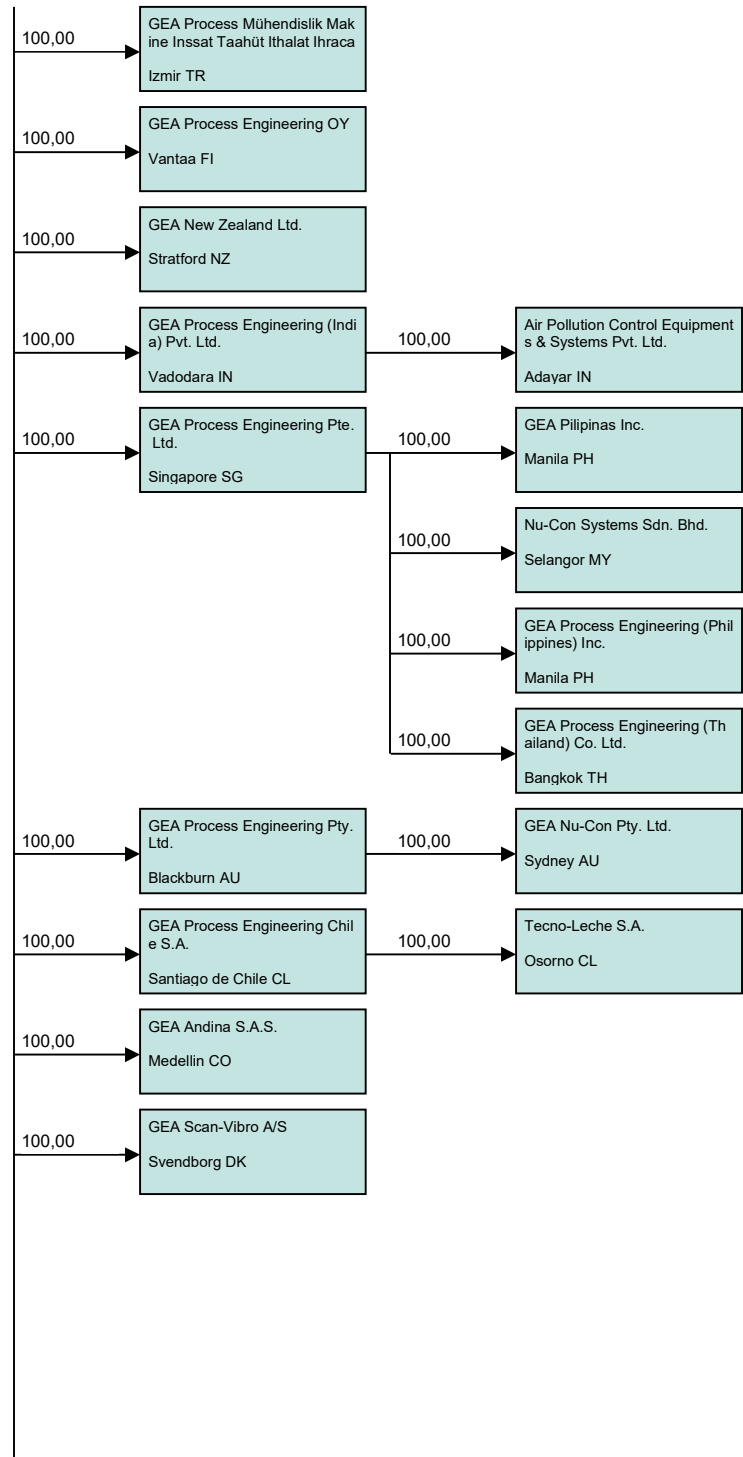 100,00
GEA Process Mühendislik Mak
ine Inssat Taahüt Ithalat Ihraca
Izmir TR
100,00
GEA Process Engineering OY
Vantaa FI
100,00
GEA New Zealand Ltd.
Stratford NZ
100,00
GEA Process Engineering (Indi
a) Pvt. Ltd.
Vadodara IN
100,00
Air Pollution Control Equipment
s & Systems Pvt. Ltd.
Adayar IN
100,00
GEA Process Engineering Pte.
Ltd.
Singapore SG
100,00
GEA Pilipinas Inc.
Manila PH
100,00
Nu-Con Systems Sdn. Bhd.
Selangor MY
100,00
GEA Process Engineering (Phil
ippines) Inc.
Manila PH
100,00
GEA Process Engineering (Th
ailand) Co. Ltd.
Bangkok TH
100,00
GEA Process Engineering Pty.
Ltd.
Blackburn AU
100,00
GEA Nu-Con Pty. Ltd.
Sydney AU
100,00
GEA Process Engineering Chil
e S.A.
Santiago de Chile CL
100,00
Tecno-Leche S.A.
Osorno CL
100,00
GEA Andina S.A.S.
Medellin CO
100,00
GEA Scan-Vibro A/S
Svendborg DK